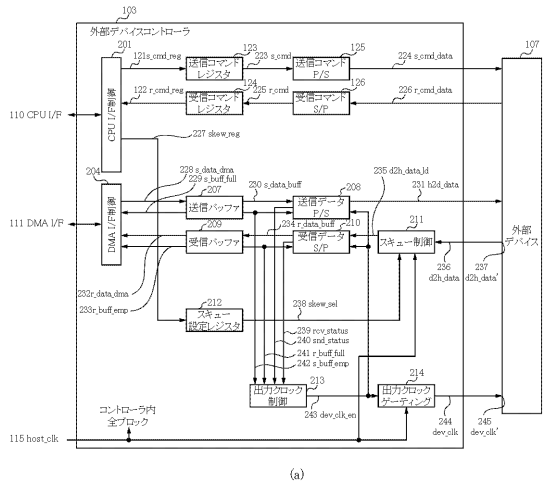 103
外部デバイスコントローラ
201
121s_cmd_reg
123
送信コマンド
レジスタ
223 s_cmd
125
送信コマンド
P/S
224 s_cmd_data
107
122 r_cmd_reg
124
受信コマンド
レジスタ
225 r_cmd
126
受信コマンド
S/P
226 r_cmd_data
110 CPU I/F
CPU I/F制御
227 skew_reg
204
228 s_data_dma
229 s_buff_full
207
送信バッファ
230 s_data_buff
208
送信データ
P/S
235 d2h_data_ld
231 h2d_data
111 DMA I/F
DMA I/F制御
209
受信バッファ
234 r_data_buff
210
受信データ
S/P
211
スキュー制御
外部
デバイス
232r_data_dma
233r_buff_emp
236
d2h_data
237
d2h_data'
212
スキュー
設定レジスタ
238 skew_sel
239 rcv_status
240 snd_status
241 r_buff_full
242 s_buff_emp
213
出力クロック
制御
214
出力クロック
ゲーティング
コントローラ内
全ブロック
243 dev_clk_en
244
dev_clk
245
dev_clk'
115 host_clk
(a)